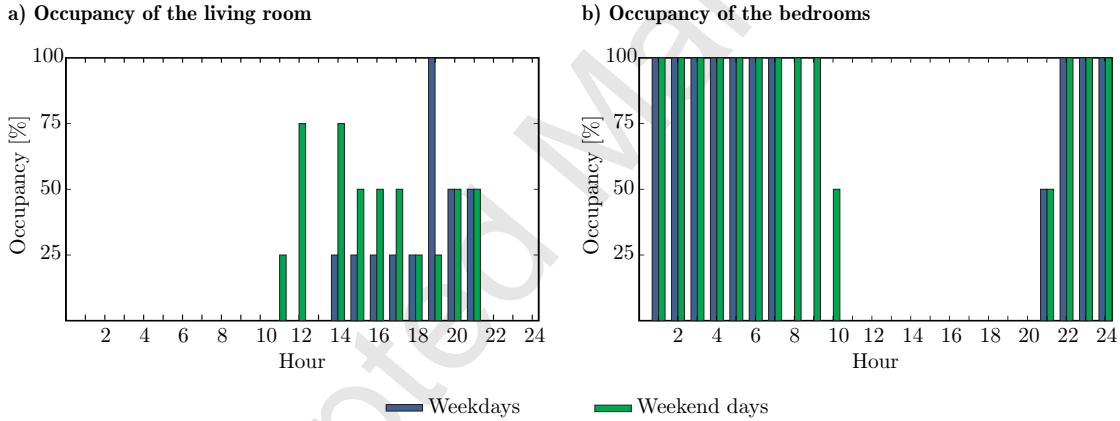 a) Occupancy of the living room
100
75
50
25
Occupancy [%]
2 4 6 8 10 12 14 16 18 20 22 24
Hour
b) Occupancy of the bedrooms
100
75
50
25
Occupancy [%]
2 4 6 8 10 12 14 16 18 20 22 24
Hour
Weekdays Weekend days